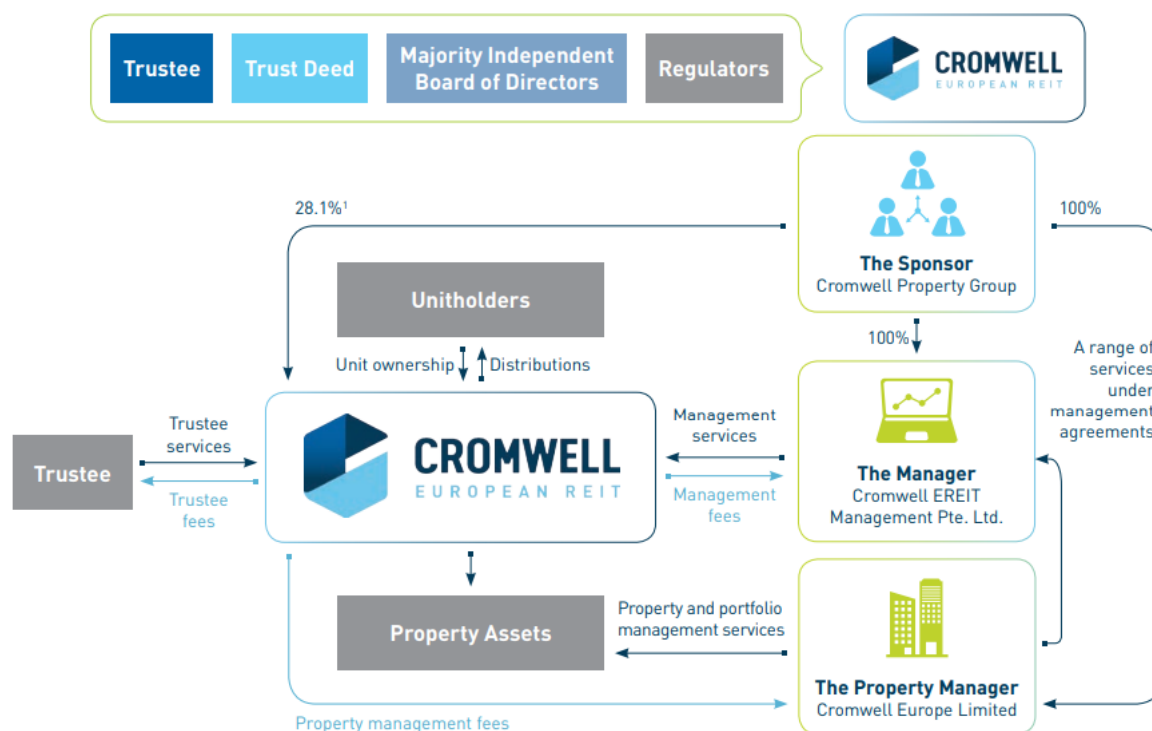 Trustee
Trust Deed
Majority Independent
Board of Directors
Regulators
CROMWELL
EUROPEAN REIT
28.1%¹
100%
The Sponsor
Cromwell Property Group
Unitholders
100%
Unit ownership
Distributions
A range of
services
under
management
agreements
Trustee
services
Trustee
Trustee
fees
CROMWELL
EUROPEAN REIT
Management
services
Management
fees
The Manager
Cromwell EREIT
Management Pte. Ltd.
Property Assets
Property and portfolio
management services
The Property Manager
Cromwell Europe Limited
Property management fees